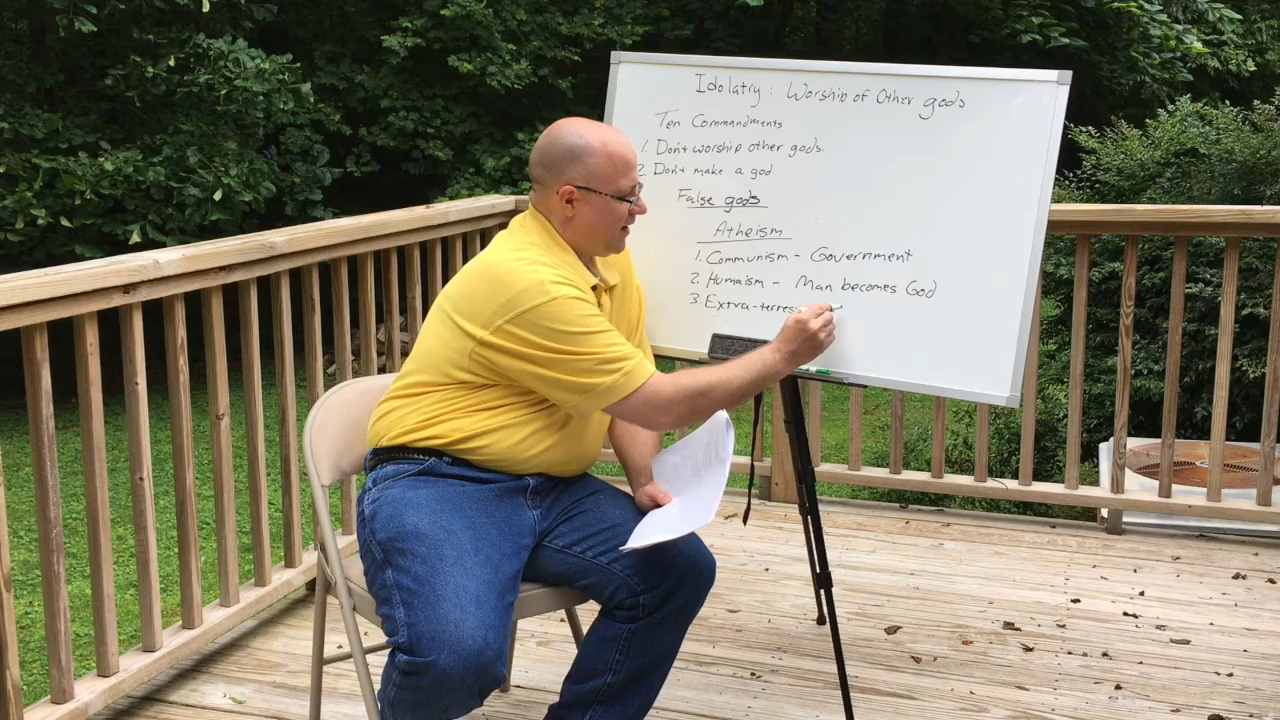 Idolatry : Worship of Other gods
Ten Commandments
1. Don't worship other gods.
2. Don't make a god.
False gods
Atheism
1. Communism - Government
2. Humaism - Man becomes God
3. Extra-terres